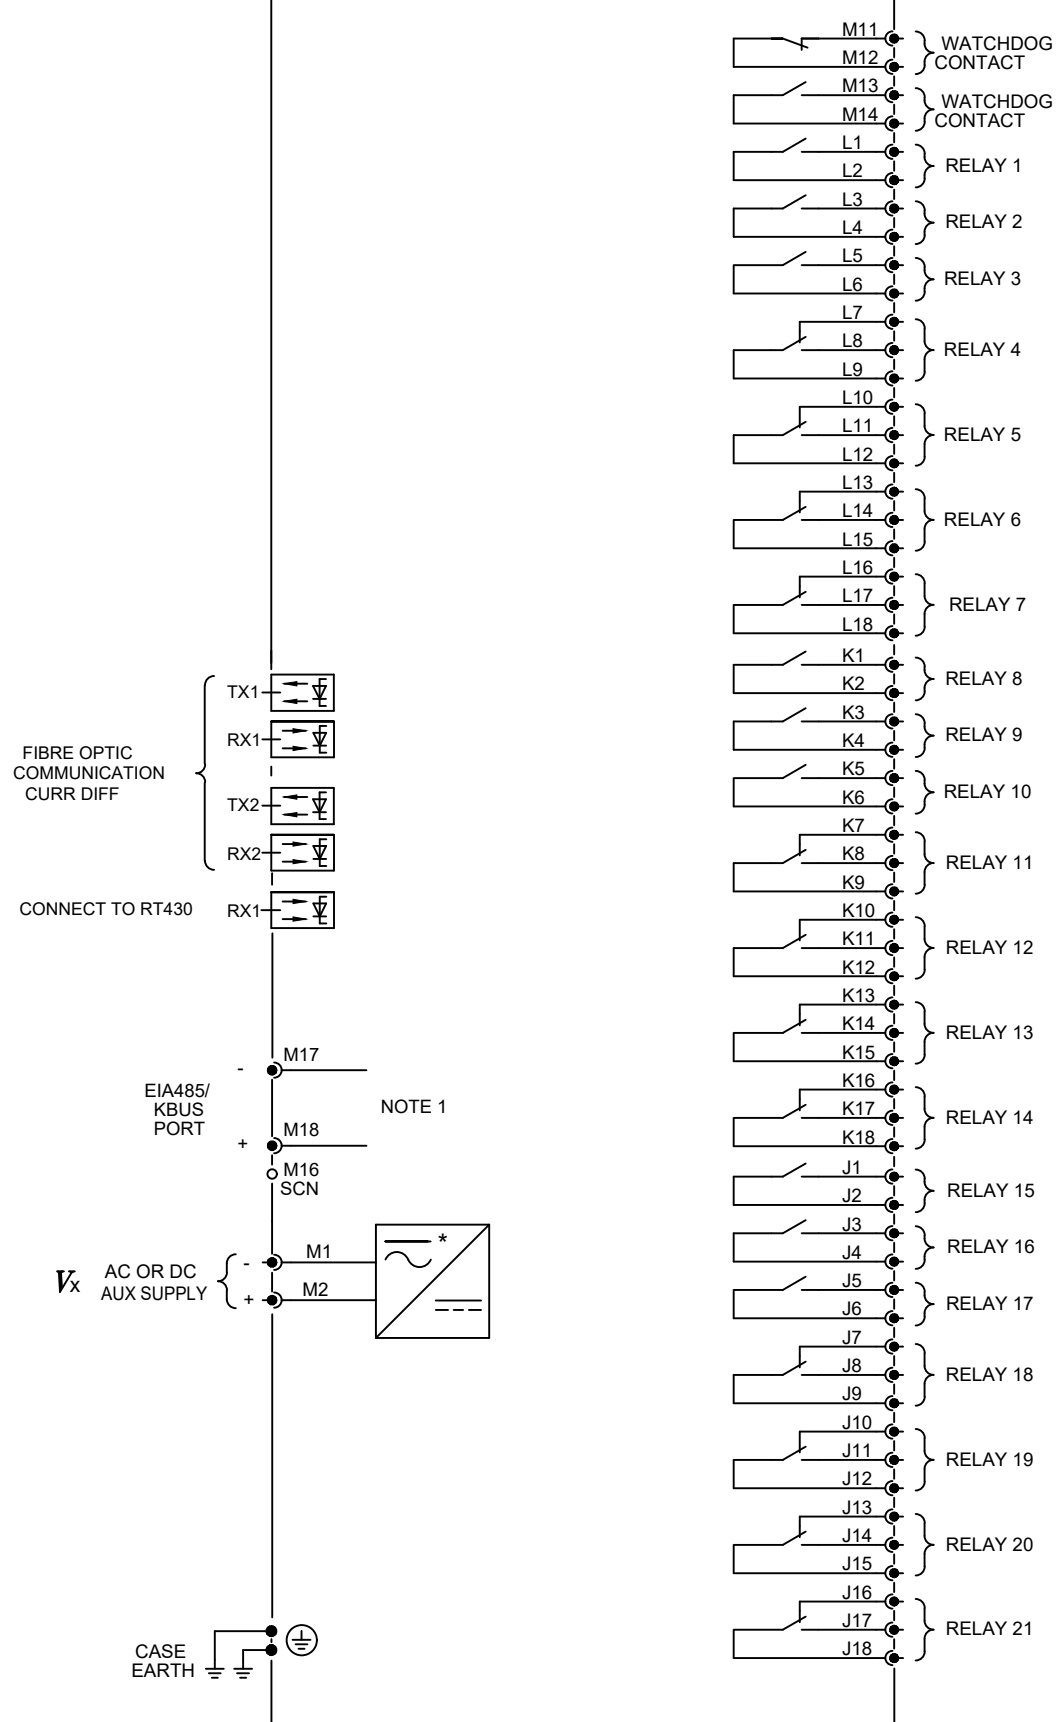 M11
M12
WATCHDOG
CONTACT
M13
M14
WATCHDOG
CONTACT
L1
L2
RELAY 1
L3
L4
RELAY 2
L5
L6
RELAY 3
L7
L8
L9
RELAY 4
L10
L11
L12
RELAY 5
L13
L14
L15
RELAY 6
L16
L17
L18
RELAY 7
K1
K2
RELAY 8
K3
K4
RELAY 9
K5
K6
RELAY 10
K7
K8
K9
RELAY 11
K10
K11
K12
RELAY 12
K13
K14
K15
RELAY 13
K16
K17
K18
RELAY 14
J1
J2
RELAY 15
J3
J4
RELAY 16
J5
J6
RELAY 17
J7
J8
J9
RELAY 18
J10
J11
J12
RELAY 19
J13
J14
J15
RELAY 20
J16
J17
J18
RELAY 21
FIBRE OPTIC
COMMUNICATION
CURR DIFF
TX1
RX1
TX2
RX2
CONNECT TO RT430
RX1
EIA485/
KBUS
PORT
-
M17
NOTE 1
+
M18
M16
SCN
Vx
AC OR DC
AUX SUPPLY
-
M1
+
M2
*
CASE
EARTH